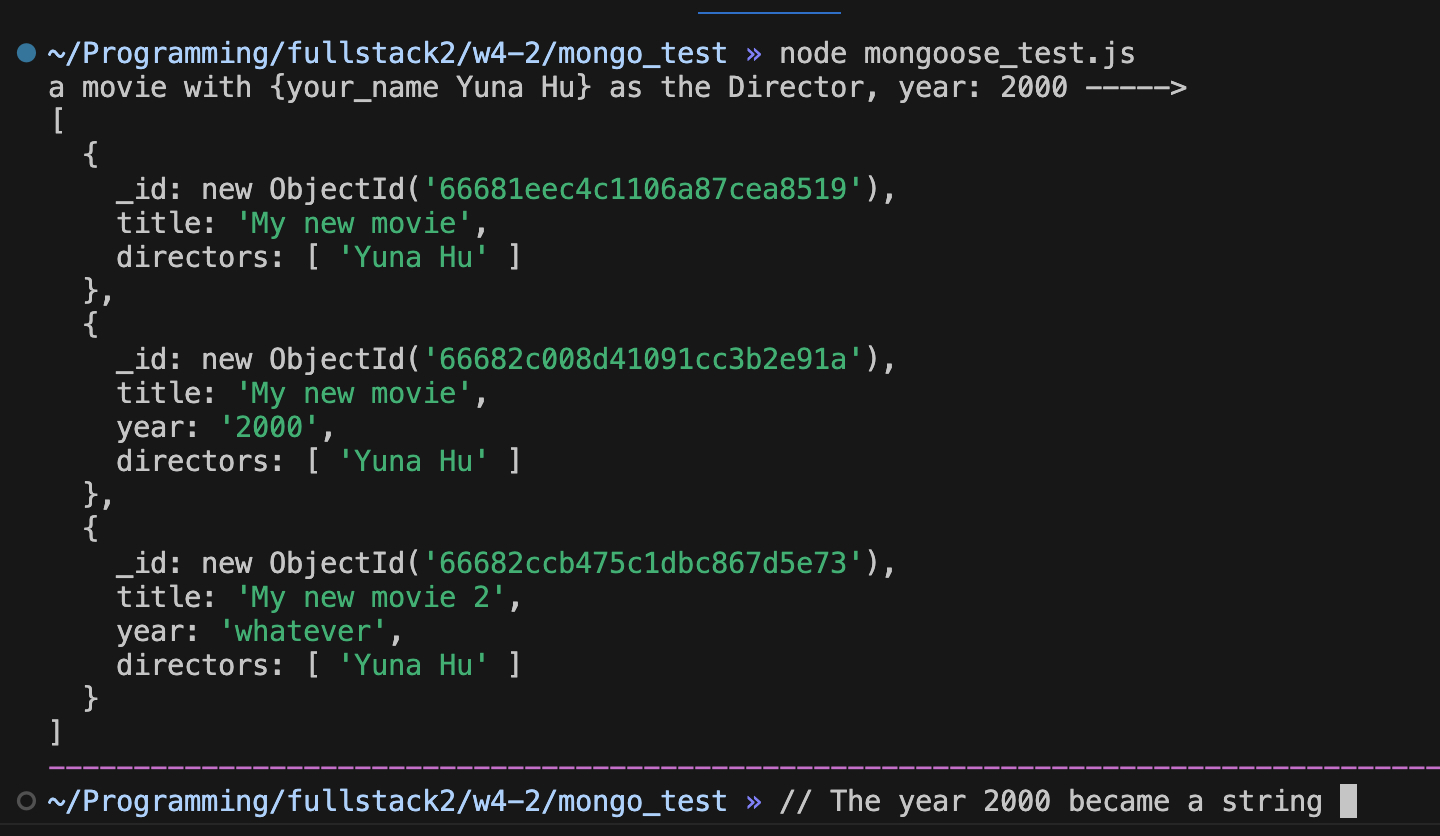 ~/Programming/fullstack2/w4-2/mongo_test » node mongoose_test.js
a movie with {your_name Yuna Hu} as the Director, year: 2000 ----->
[
  {
    _id: new ObjectId('66681eec4c1106a87cea8519'),
    title: 'My new movie',
    directors: [ 'Yuna Hu' ]
  },
  {
    _id: new ObjectId('66682c008d41091cc3b2e91a'),
    title: 'My new movie',
    year: '2000',
    directors: [ 'Yuna Hu' ]
  },
  {
    _id: new ObjectId('66682ccb475c1dbc867d5e73'),
    title: 'My new movie 2',
    year: 'whatever',
    directors: [ 'Yuna Hu' ]
  }
]
~/Programming/fullstack2/w4-2/mongo_test » // The year 2000 became a string